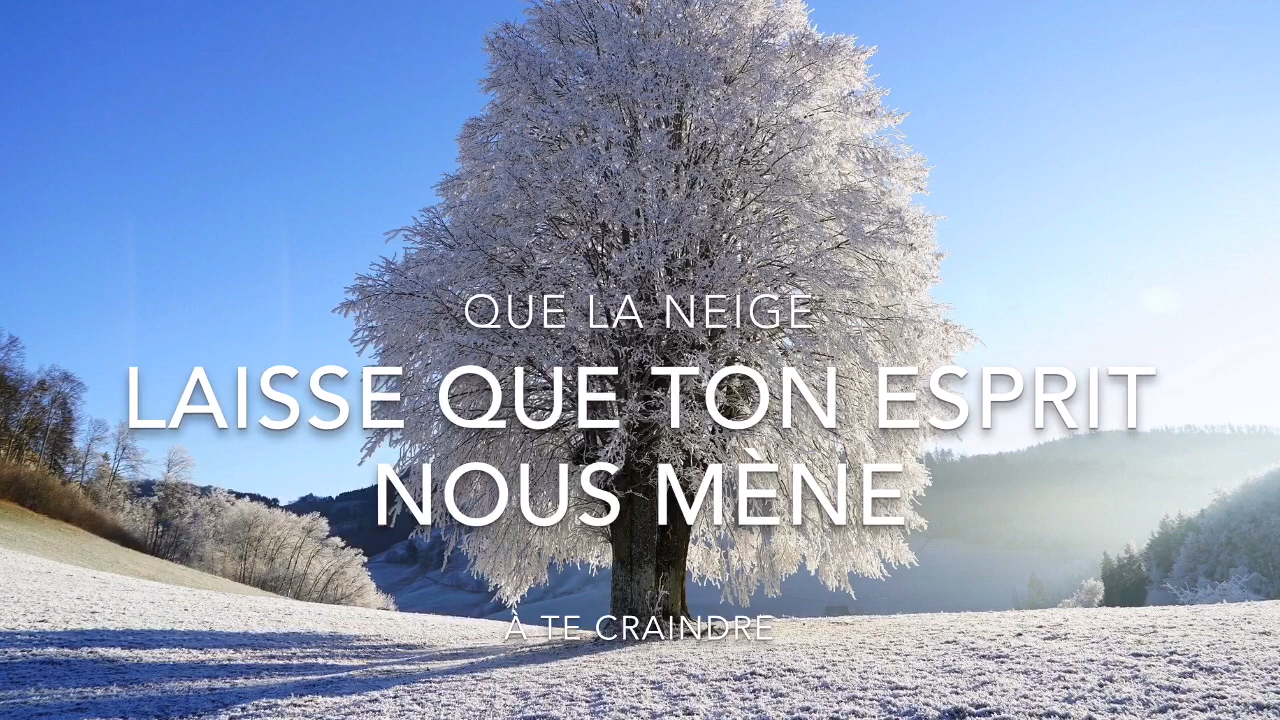 QUE LA NEIGE
LAISSE QUE TON ESPRIT
NOUS MÈNE
À TE CRAINDRE